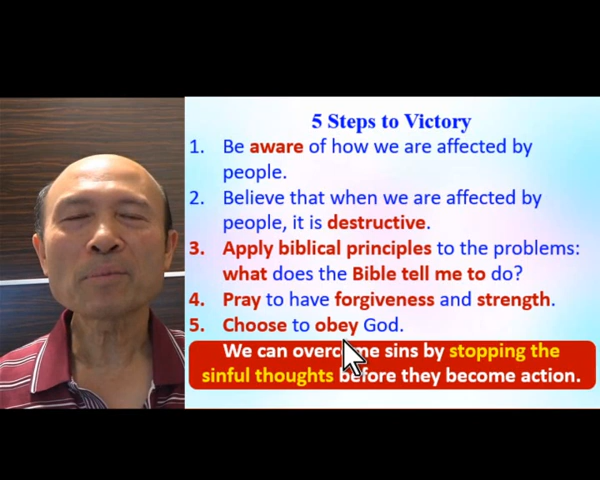 5 Steps to Victory
1. Be aware of how we are affected by
people.
2. Believe that when we are affected by
people, it is destructive.
3. Apply biblical principles to the problems:
what does the Bible tell me to do?
4. Pray to have forgiveness and strength.
5. Choose to obey God.
We can overcome sins by stopping the
sinful thoughts before they become action.